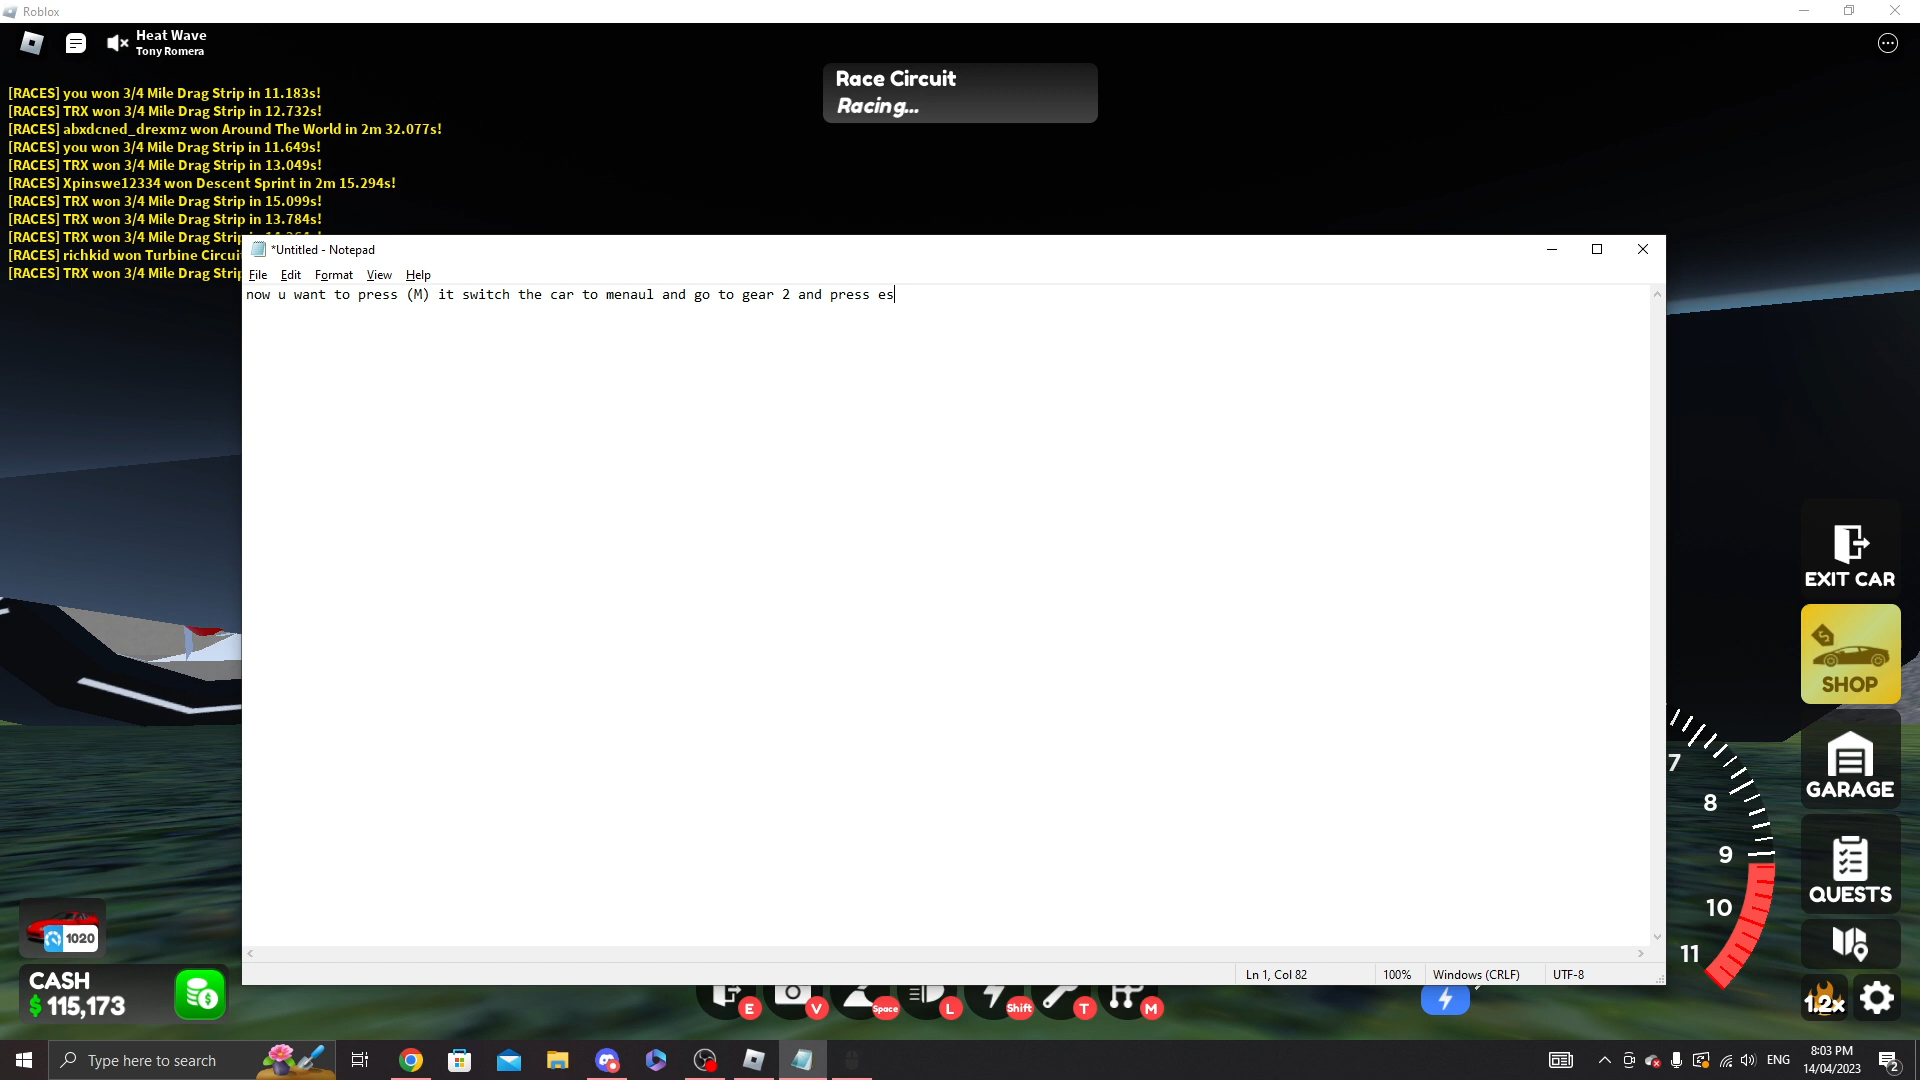 Roblox
Heat Wave
Tony Romera
Race Circuit
Racing...
[RACES] you won 3/4 Mile Drag Strip in 11.183s!
[RACES] TRX won 3/4 Mile Drag Strip in 12.732s!
[RACES] abxdcned_drexmz won Around The World in 2m 32.077s!
[RACES] you won 3/4 Mile Drag Strip in 11.649s!
[RACES] TRX won 3/4 Mile Drag Strip in 13.049s!
[RACES] Xpinswe12334 won Descent Sprint in 2m 15.294s!
[RACES] TRX won 3/4 Mile Drag Strip in 15.099s!
[RACES] TRX won 3/4 Mile Drag Strip in 13.784s!
[RACES] TRX won 3/4 Mile Drag Strip
[RACES] richkid won Turbine Circui
[RACES] TRX won 3/4 Mile Drag Strip
*Untitled - Notepad
File Edit Format View Help
now u want to press (M) it switch the car to menaul and go to gear 2 and press es
EXIT CAR
SHOP
GARAGE
QUESTS
7
8
9
10
11
1020
CASH
$ 115,173
1.2x
Ln 1, Col 82
100%
Windows (CRLF)
UTF-8
E
V
Space
L
Shift
T
M
Type here to search
ENG
8:03 PM
14/04/2023
2